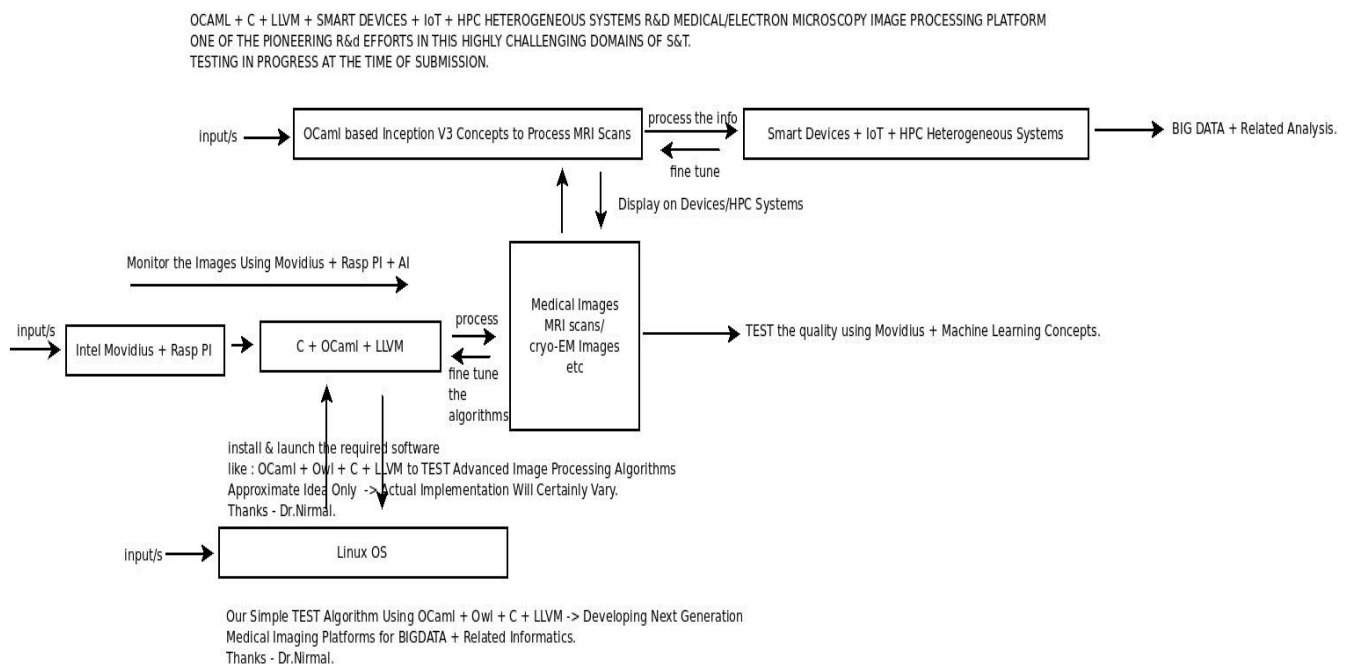 OCAML + C + LLVM + SMART DEVICES + IoT + HPC HETEROGENEOUS SYSTEMS R&D MEDICAL/ELECTRON MICROSCOPY IMAGE PROCESSING PLATFORM
ONE OF THE PIONEERING R&d EFFORTS IN THIS HIGHLY CHALLENGING DOMAINS OF S&T.
TESTING IN PROGRESS AT THE TIME OF SUBMISSION.
input/s
OCaml based Inception V3 Concepts to Process MRI Scans
process the info
fine tune
Smart Devices + IoT + HPC Heterogeneous Systems
BIG DATA + Related Analysis.
Display on Devices/HPC Systems
Monitor the Images Using Movidius + Rasp PI + AI
input/s
Intel Movidius + Rasp PI
C + OCaml + LLVM
process
fine tune
the
algorithms
Medical Images
MRI scans/
cryo-EM Images
etc
TEST the quality using Movidius + Machine Learning Concepts.
install & launch the required software
like : OCaml + Owl + C + LLVM to TEST Advanced Image Processing Algorithms
Approximate Idea Only -> Actual Implementation Will Certainly Vary.
Thanks - Dr.Nirmal.
input/s
Linux OS
Our Simple TEST Algorithm Using OCaml + Owl + C + LLVM -> Developing Next Generation
Medical Imaging Platforms for BIGDATA + Related Informatics.
Thanks - Dr.Nirmal.